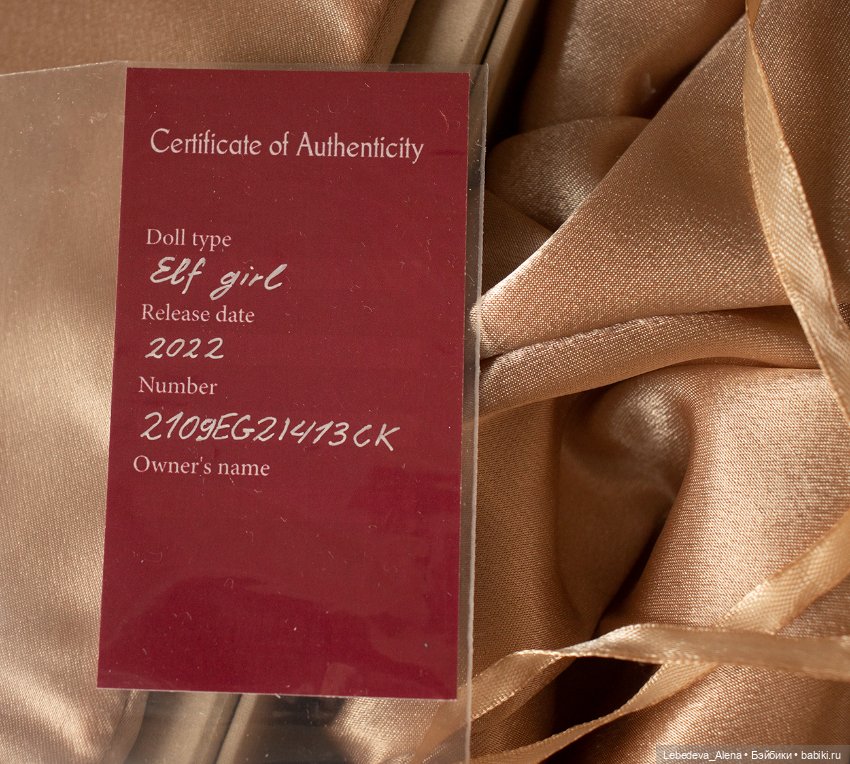 Certificate of Authenticity
Doll type
Elf girl
Release date
2022
Number
2109EG21413CK
Owner's name
Lebedeva_Alena • Бэйбики • babiki.ru